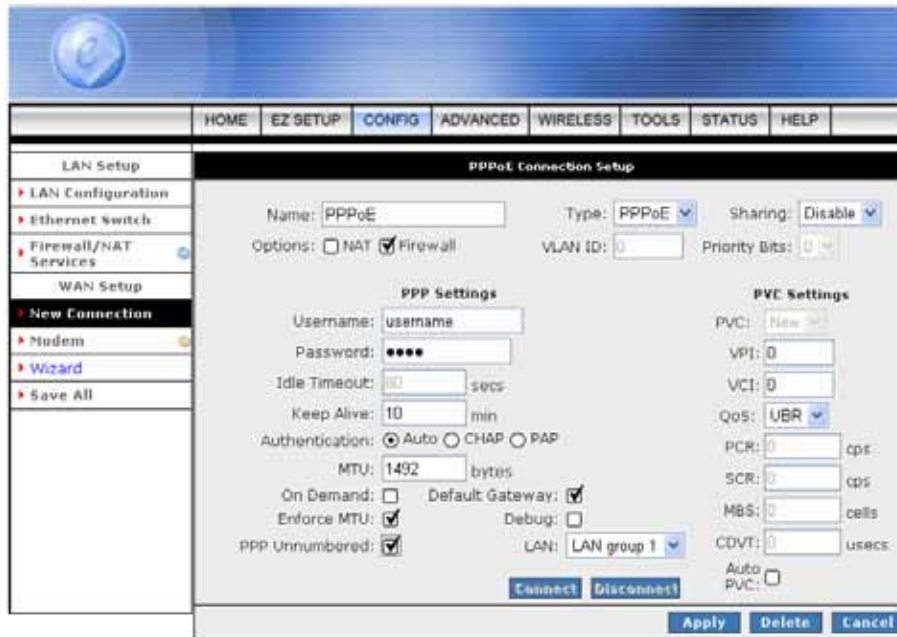 e
HOME EZ SETUP CONFIG ADVANCED WIRELESS TOOLS STATUS HELP
LAN Setup
LAN Configuration
Ethernet Switch
Firewall/NAT Services
WAN Setup
New Connection
Modem
Wizard
Save All
PPPoE Connection Setup
Name: PPPoE Type: PPPoE Sharing: Disable
Options: NAT Firewall VLAN ID: 0 Priority Bits: 0
PPP Settings
Username: username
Password: ●●●●
Idle Timeout: 60 secs
Keep Alive: 10 min
Authentication: Auto CHAP PAP
MTU: 1492 bytes
On Demand: Default Gateway:
Enforce MTU: Debug:
PPP Unnumbered: LAN: LAN group 1
Connect Disconnect
PVC Settings
PVC: New
VPI: 0
VCI: 0
QoS: UBR
PCR: 0 cps
SCR: 0 cps
MBS: 0 cells
CDVT: 0 usecs
Auto PVC:
Apply Delete Cancel